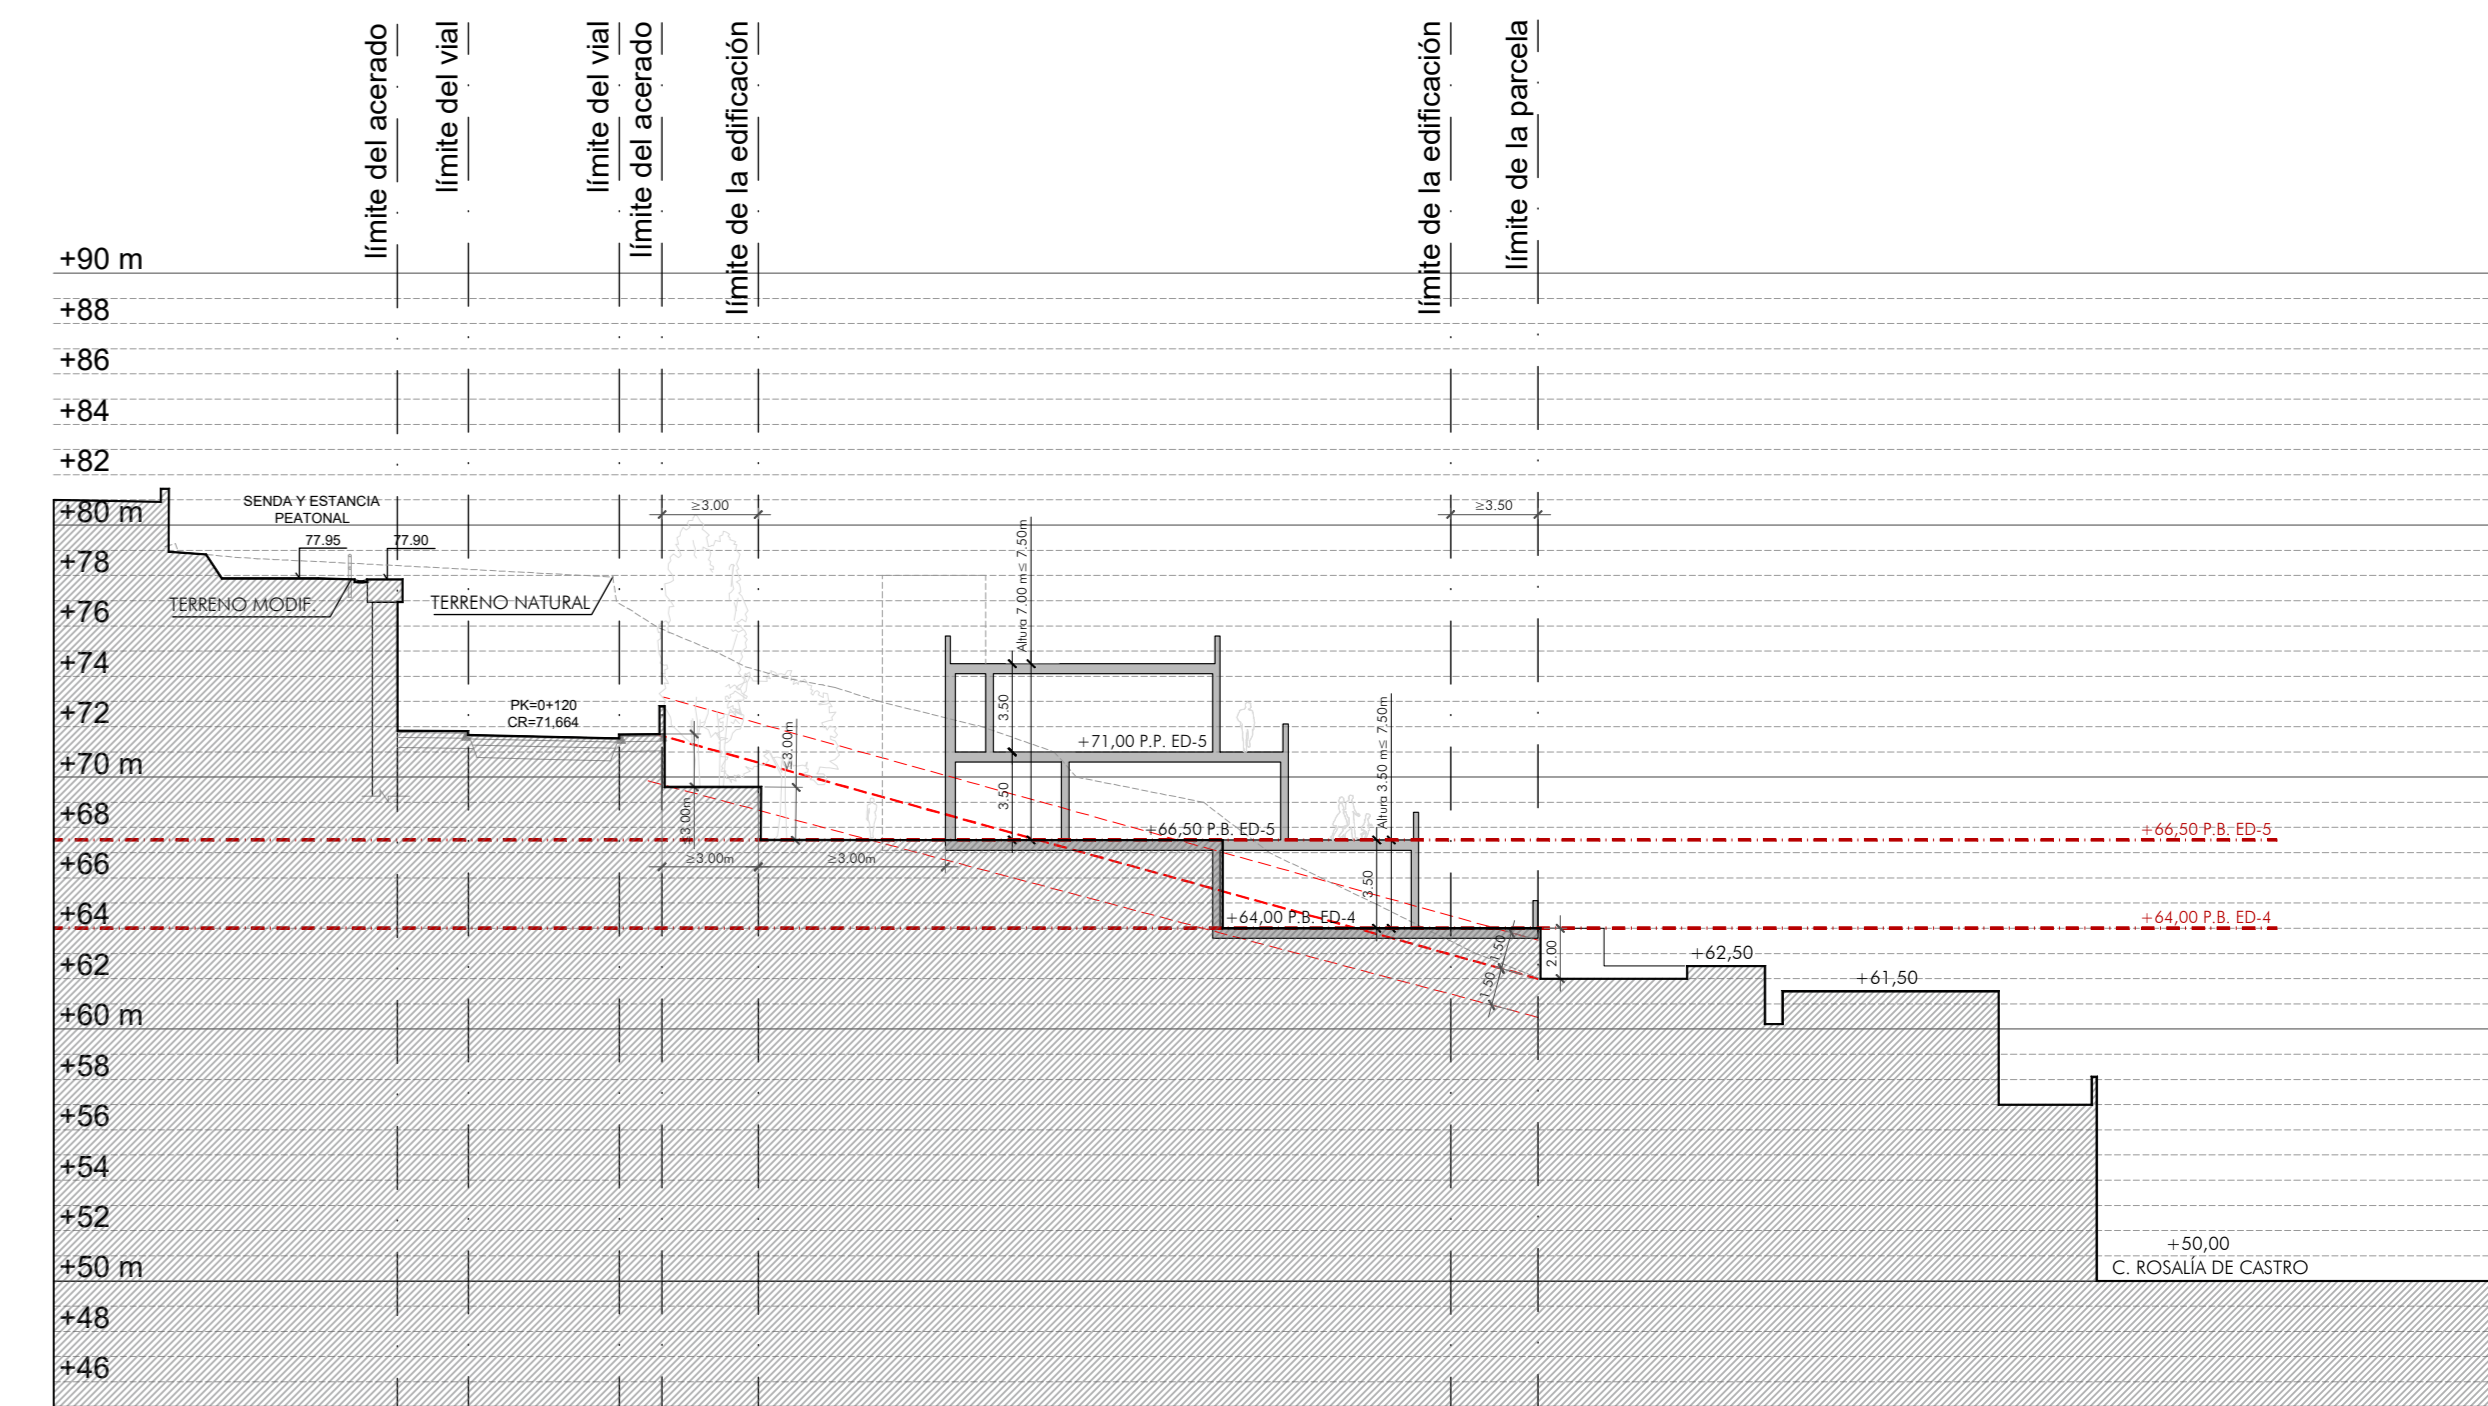 límite del acerado
límite del vial
límite del vial
límite del acerado
límite de la edificación
límite de la edificación
límite de la parcela
+90 m
+88
+86
+84
+82
+80 m
+78
+76
+74
+72
+70 m
+68
+66
+64
+62
+60 m
+58
+56
+54
+52
+50 m
+48
+46
SENDA Y ESTANCIA
PEATONAL
77.95
77.90
TERRENO MODIF.
TERRENO NATURAL
PK=0+120
CR=71,664
≥3.00
≥3.50
Altura 7.00 m≤ 7.50m
3.50
+71,00 P.P. ED-5
≤3.00m
3.50
Altura 3.50 m≤ 7.50m
≤3.00m
+66,50 P.B. ED-5
+66,50 P.B. ED-5
≥3.00m
≥3.00m
3.50
+64,00 P.B. ED-4
+64,00 P.B. ED-4
1.50
1.50
2.00
+62,50
+61,50
+50,00
C. ROSALÍA DE CASTRO